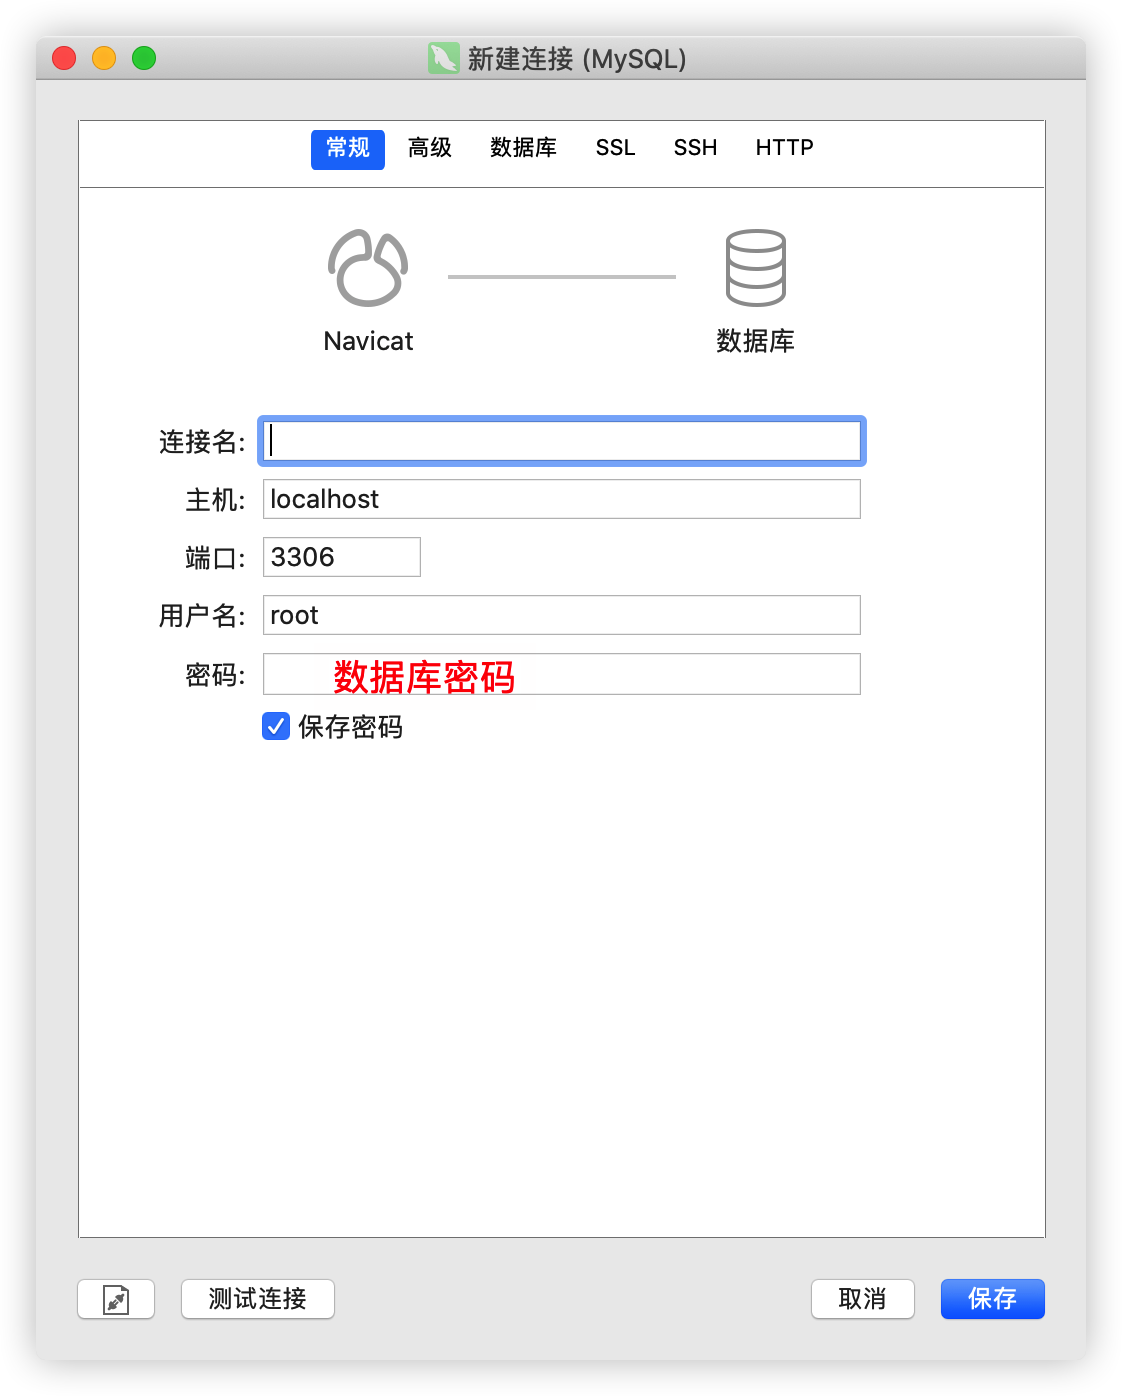 新建连接 (MySQL)
常规 高级 数据库 SSL SSH HTTP
Navicat 数据库
连接名:
主机: localhost
端口: 3306
用户名: root
密码: 数据库密码
保存密码
测试连接 取消 保存